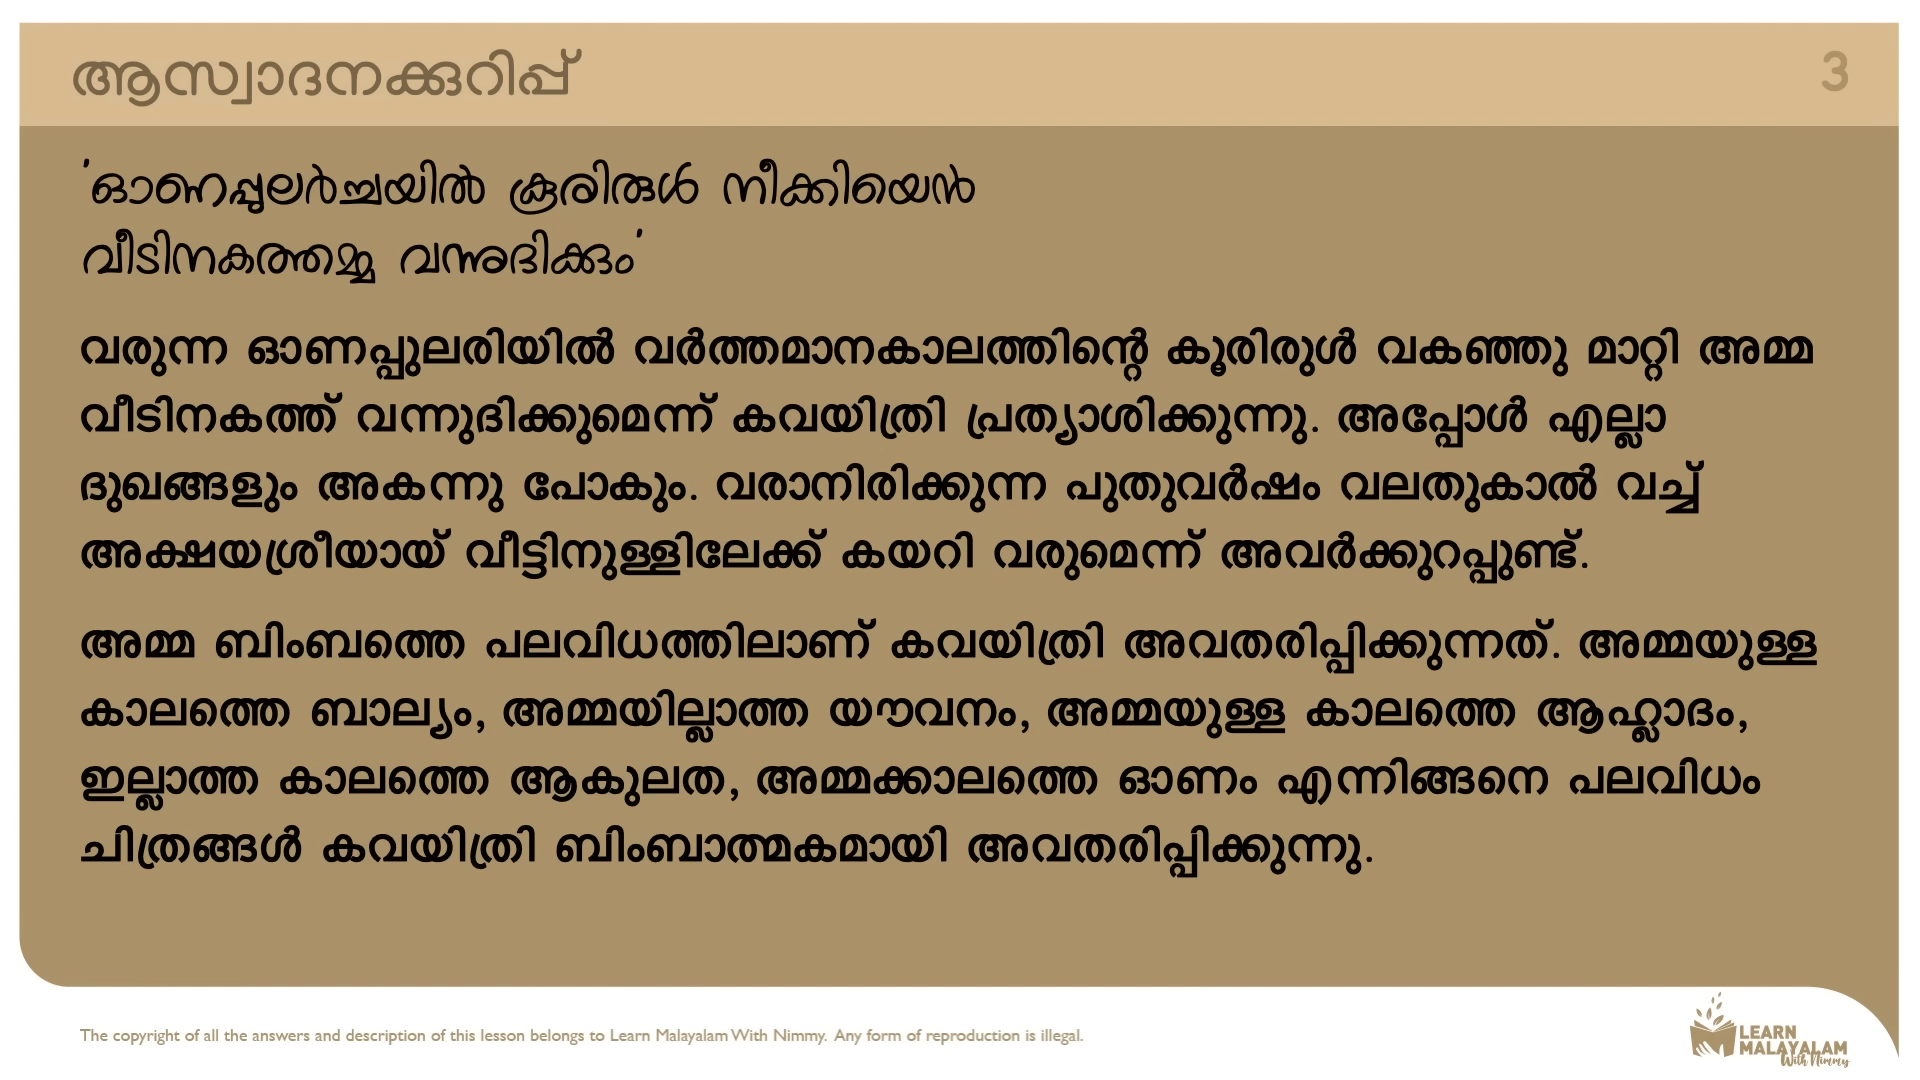 ആസ്വാദനക്കുറിപ്പ്
3
'ഓണപ്പുലർച്ചയിൽ കൂരിരുൾ നീക്കിയെൻ
വീടിനകത്തമ്മ വന്നുദിക്കും'
വരുന്ന ഓണപ്പുലരിയിൽ വർത്തമാനകാലത്തിന്റെ കൂരിരുൾ വകഞ്ഞു മാറ്റി അമ്മ
വീടിനകത്ത് വന്നുദിക്കുമെന്ന് കവയിത്രി പ്രത്യാശിക്കുന്നു. അപ്പോൾ എല്ലാ
ദുഖങ്ങളും അകന്നു പോകും. വരാനിരിക്കുന്ന പുതുവർഷം വലതുകാൽ വച്ച്
അക്ഷയശ്രീയായ് വീട്ടിനുള്ളിലേക്ക് കയറി വരുമെന്ന് അവർക്കുറപ്പുണ്ട്.
അമ്മ ബിംബത്തെ പലവിധത്തിലാണ് കവയിത്രി അവതരിപ്പിക്കുന്നത്. അമ്മയുള്ള
കാലത്തെ ബാല്യം, അമ്മയില്ലാത്ത യൗവനം, അമ്മയുള്ള കാലത്തെ ആഹ്ലാദം,
ഇല്ലാത്ത കാലത്തെ ആകുലത, അമ്മക്കാലത്തെ ഓണം എന്നിങ്ങനെ പലവിധം
ചിത്രങ്ങൾ കവയിത്രി ബിംബാത്മകമായി അവതരിപ്പിക്കുന്നു.
The copyright of all the answers and description of this lesson belongs to Learn Malayalam With Nimmy. Any form of reproduction is illegal.
LEARN
MALAYALAM
With Nimmy